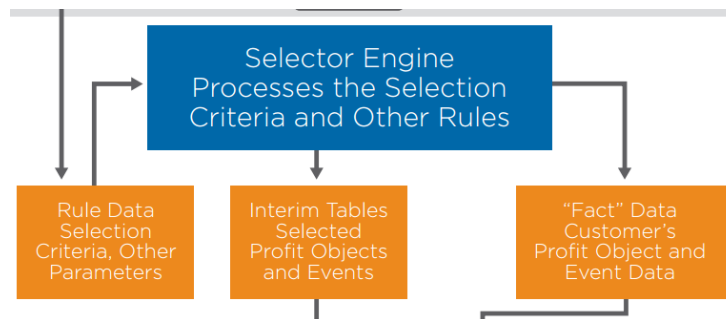 Selector Engine
Processes the Selection
Criteria and Other Rules
Rule Data
Selection
Criteria, Other
Parameters
Interim Tables
Selected
Profit Objects
and Events
“Fact” Data
Customer’s
Profit Object and
Event Data